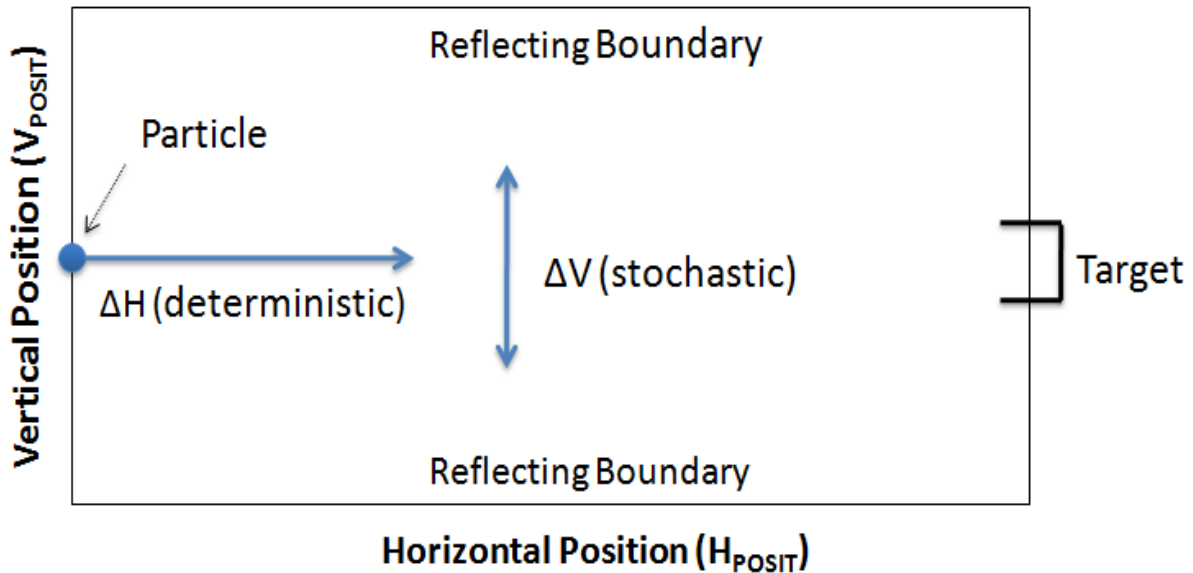 Reflecting Boundary
Vertical Position (VPOSIT)
Particle
ΔV (stochastic)
Target
ΔH (deterministic)
Reflecting Boundary
Horizontal Position (HPOSIT)